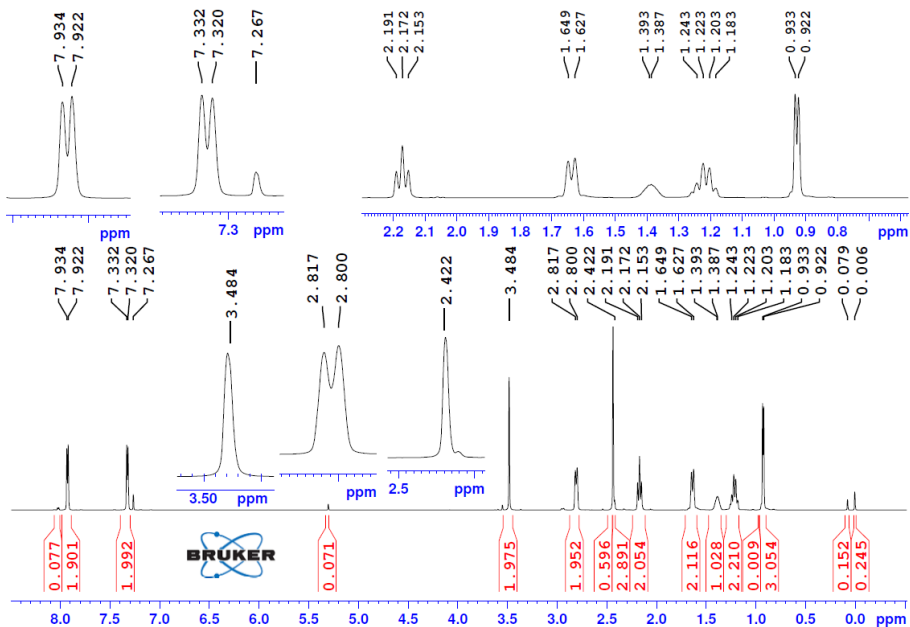 7.934 7.922 7.332 7.320 7.267 2.191 2.172 2.153 1.649 1.627 1.393 1.387 1.243 1.223 1.203 1.183 0.933 0.922
ppm 7.3 ppm 2.2 2.1 2.0 1.9 1.8 1.7 1.6 1.5 1.4 1.3 1.2 1.1 1.0 0.9 0.8 ppm
7.934 7.922 7.332 7.320 7.267 3.484 2.817 2.800 2.422 2.191 2.172 2.153 1.649 1.627 1.393 1.387 1.243 1.223 1.203 1.183 0.933 0.922 0.079 0.006
3.484 2.817 2.800 2.422
3.50 ppm ppm 2.5 ppm
BRUKER
0.077 1.901 1.992 0.071 1.975 1.952 0.596 2.891 2.054 2.116 1.028 2.210 0.009 3.054 0.152 0.245
8.0 7.5 7.0 6.5 6.0 5.5 5.0 4.5 4.0 3.5 3.0 2.5 2.0 1.5 1.0 0.5 0.0 ppm